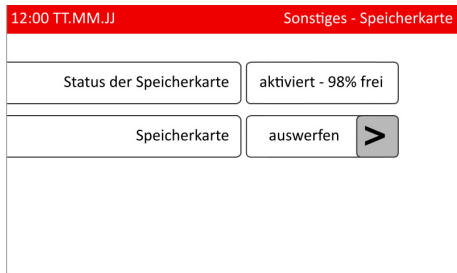 12:00 TT.MM.JJ Sonstiges - Speicherkarte
Status der Speicherkarte aktiviert - 98% frei
Speicherkarte auswerfen >